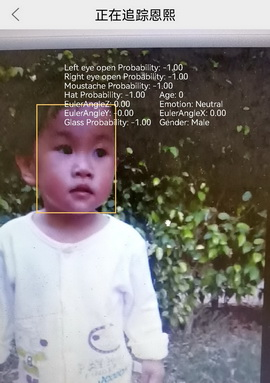 正在追踪恩熙
Left eye open Probability: -1.00
Right eye open Probability: -1.00
Moustache Probability: -1.00
Hat Probability: -1.00 Age: 0
EulerAngleZ: 0.00 Emotion: Neutral
EulerAngleY: -0.00 EulerAngleX: 0.00
Glass Probability: -1.00 Gender: Male